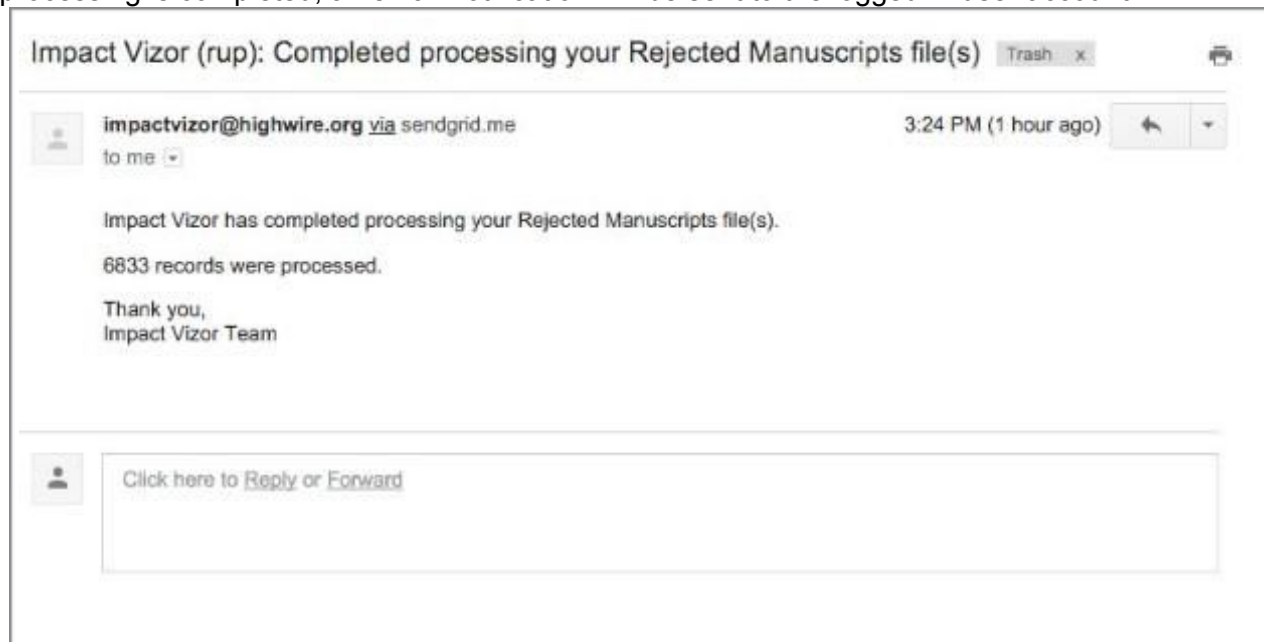 Impact Vizor (rup): Completed processing your Rejected Manuscripts file(s) Trash x
impactvizor@highwire.org via sendgrid.me 3:24 PM (1 hour ago)
to me
Impact Vizor has completed processing your Rejected Manuscripts file(s).
6833 records were processed.
Thank you,
Impact Vizor Team
Click here to Reply or Forward